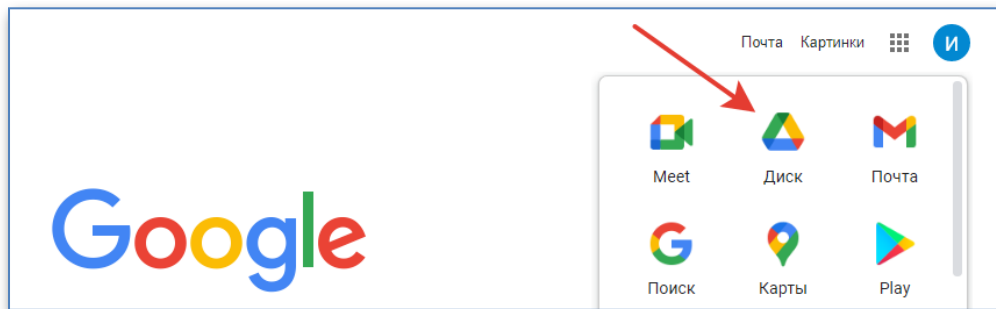 Почта Картинки И
Meet Диск Почта
Google
Поиск Карты Play